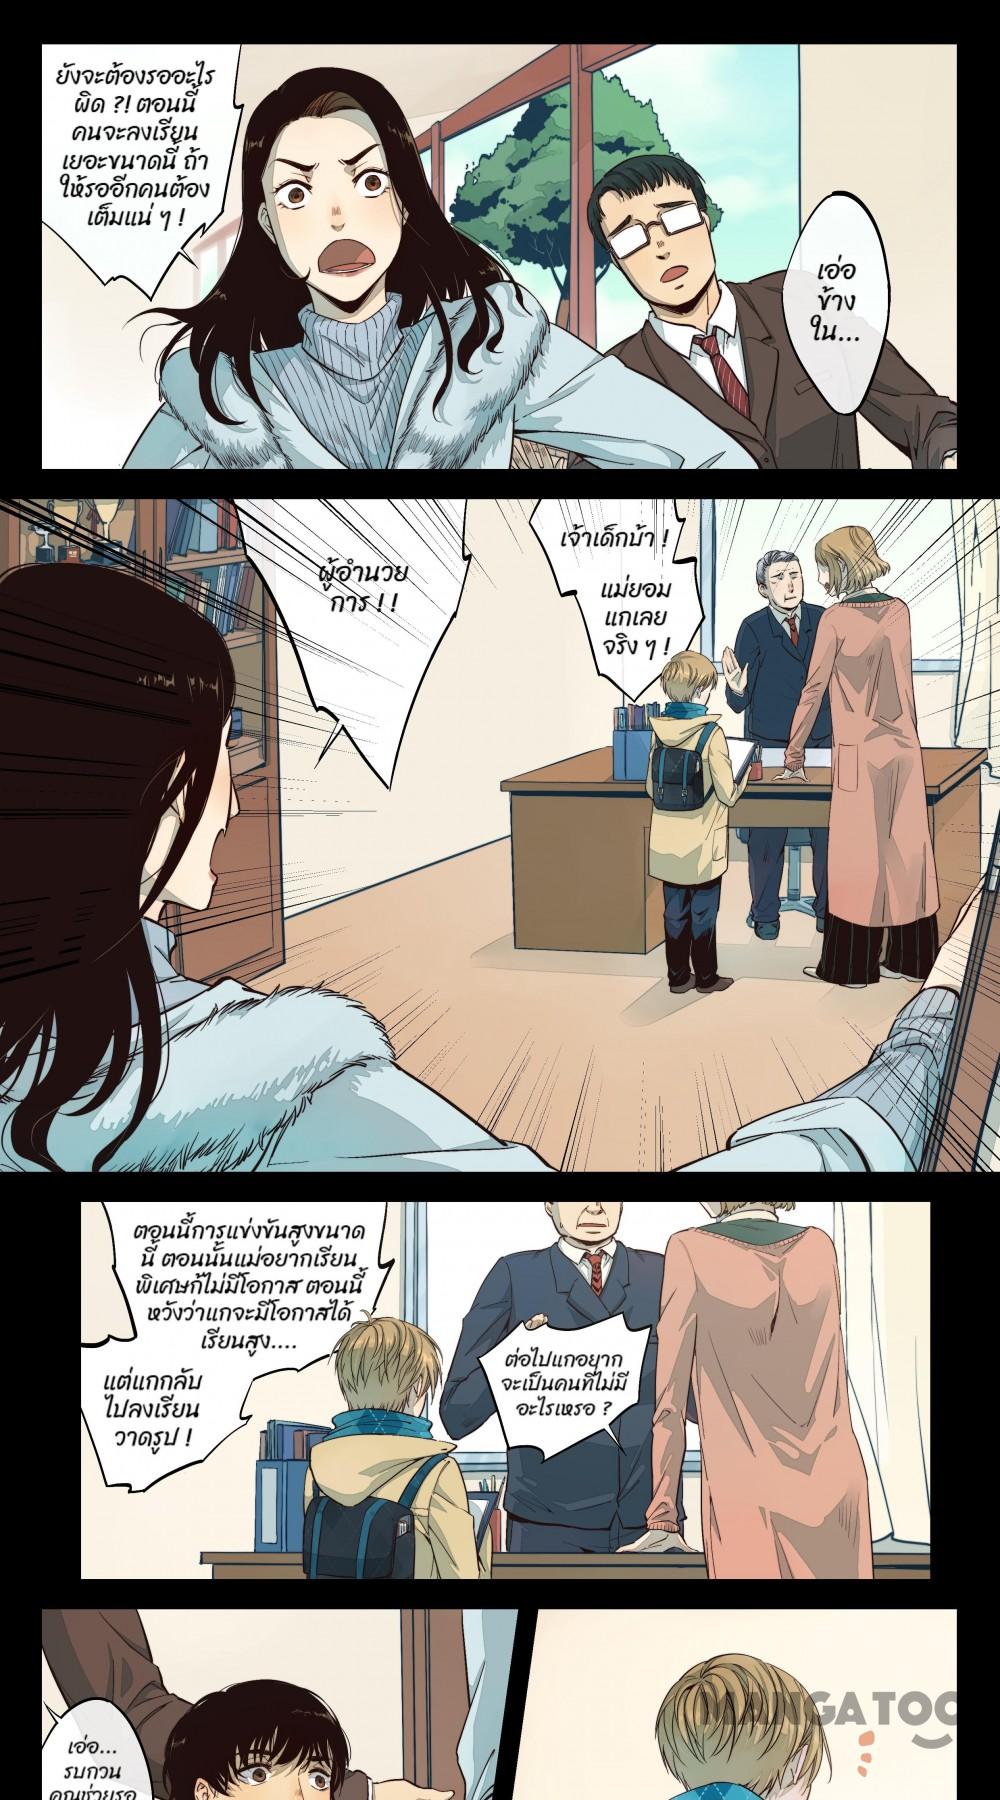 ยังจะต้องรออะไร
ผิด ?! ตอนนี้
คนจะลงเรียน
เยอะขนาดนี้ ถ้า
ให้รออีกคนต้อง
เต็มแน่ ๆ !
เอ่อ
ข้าง
ใน...
ผู้อำนวย
การ ! !
เจ้าเด็กบ้า !
แม่ยอม
แกเลย
จริง ๆ !
ตอนนี้การแข่งขันสูงขนาด
นี้ ตอนนั้นแม่อยากเรียน
พิเศษก้ไม่มีโอกาส ตอนนี้
หวังว่าแกจะมีโอกาสได้
เรียนสูง....
แต่แกกลับ
ไปลงเรียน
วาดรูป !
ต่อไปแกอยาก
จะเป็นคนที่ไม่มี
อะไรเหรอ ?
เอ่อ...
รบกวน
คุณช่วยรอ
MANGATOO